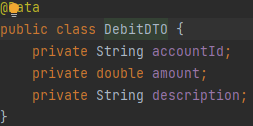 @Data
public class DebitDTO {
    private String accountId;
    private double amount;
    private String description;
}